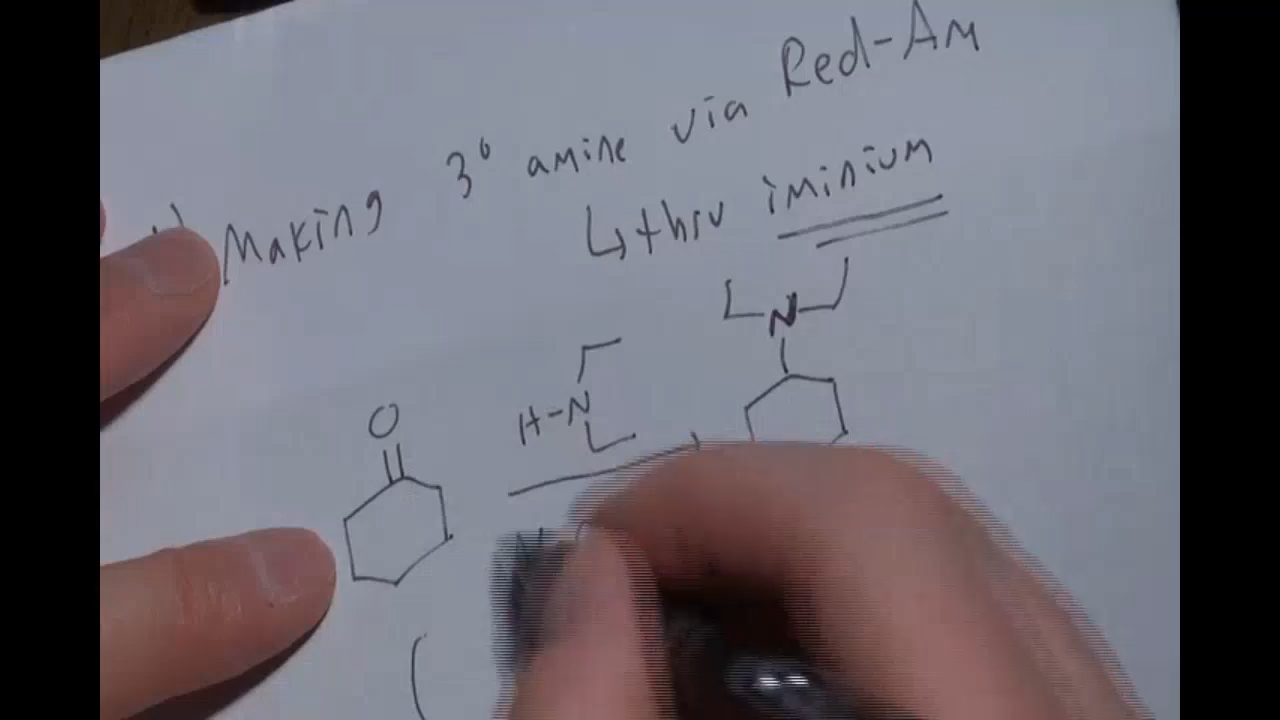 Making 3° amine via Red-Am
↳ thru iminium
N
H-N
O
(